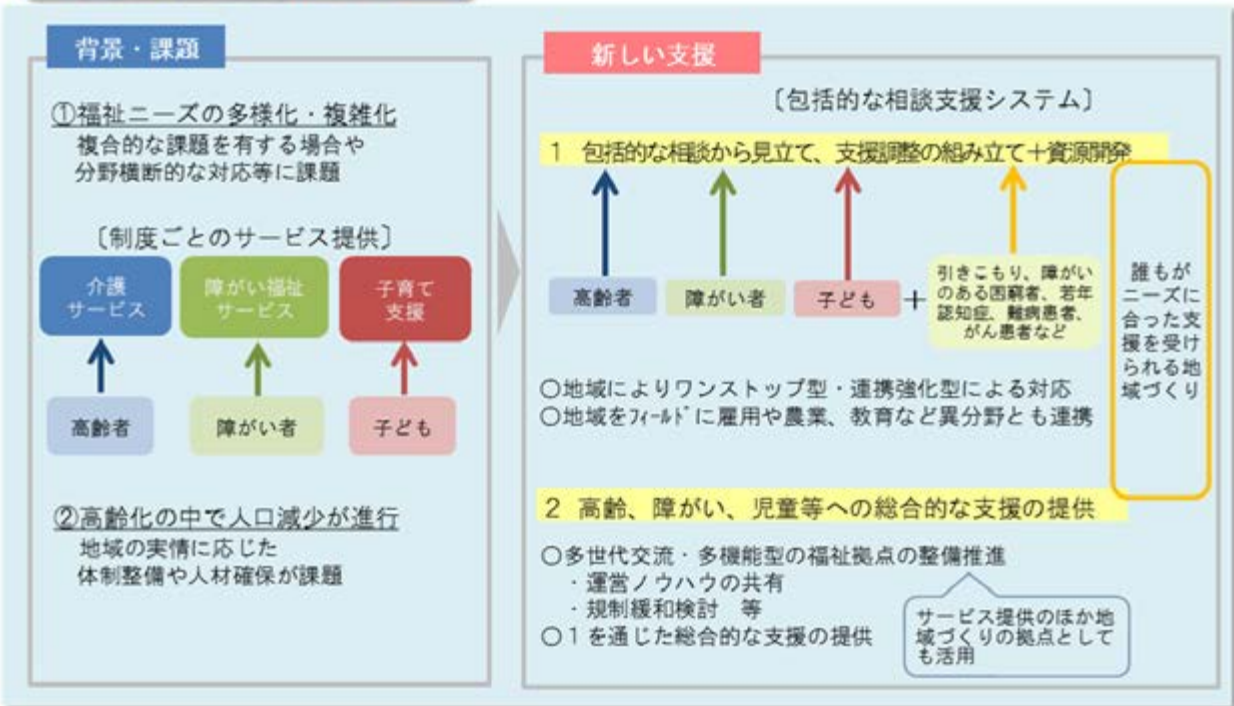 背景・課題
①福祉ニーズの多様化・複雑化
複合的な課題を有する場合や
分野横断的な対応等に課題
〔制度ごとのサービス提供〕
介護
サービス
障がい福祉
サービス
子育て
支援
高齢者
障がい者
子ども
②高齢化の中で人口減少が進行
地域の実情に応じた
体制整備や人材確保が課題
新しい支援
〔包括的な相談支援システム〕
1 包括的な相談から見立て、支援調整の組み立て＋資源開発
高齢者
障がい者
子ども
＋
引きこもり、障がい
のある困窮者、若年
認知症、難病患者、
がん患者など
誰もが
ニーズに
合った支
援を受け
られる地
域づくり
○地域によりワンストップ型・連携強化型による対応
○地域をﾌｨｰﾙﾄﾞに雇用や農業、教育など異分野とも連携
2 高齢、障がい、児童等への総合的な支援の提供
○多世代交流・多機能型の福祉拠点の整備推進
・運営ノウハウの共有
・規制緩和検討　等
○１を通じた総合的な支援の提供
サービス提供のほか地
域づくりの拠点として
も活用